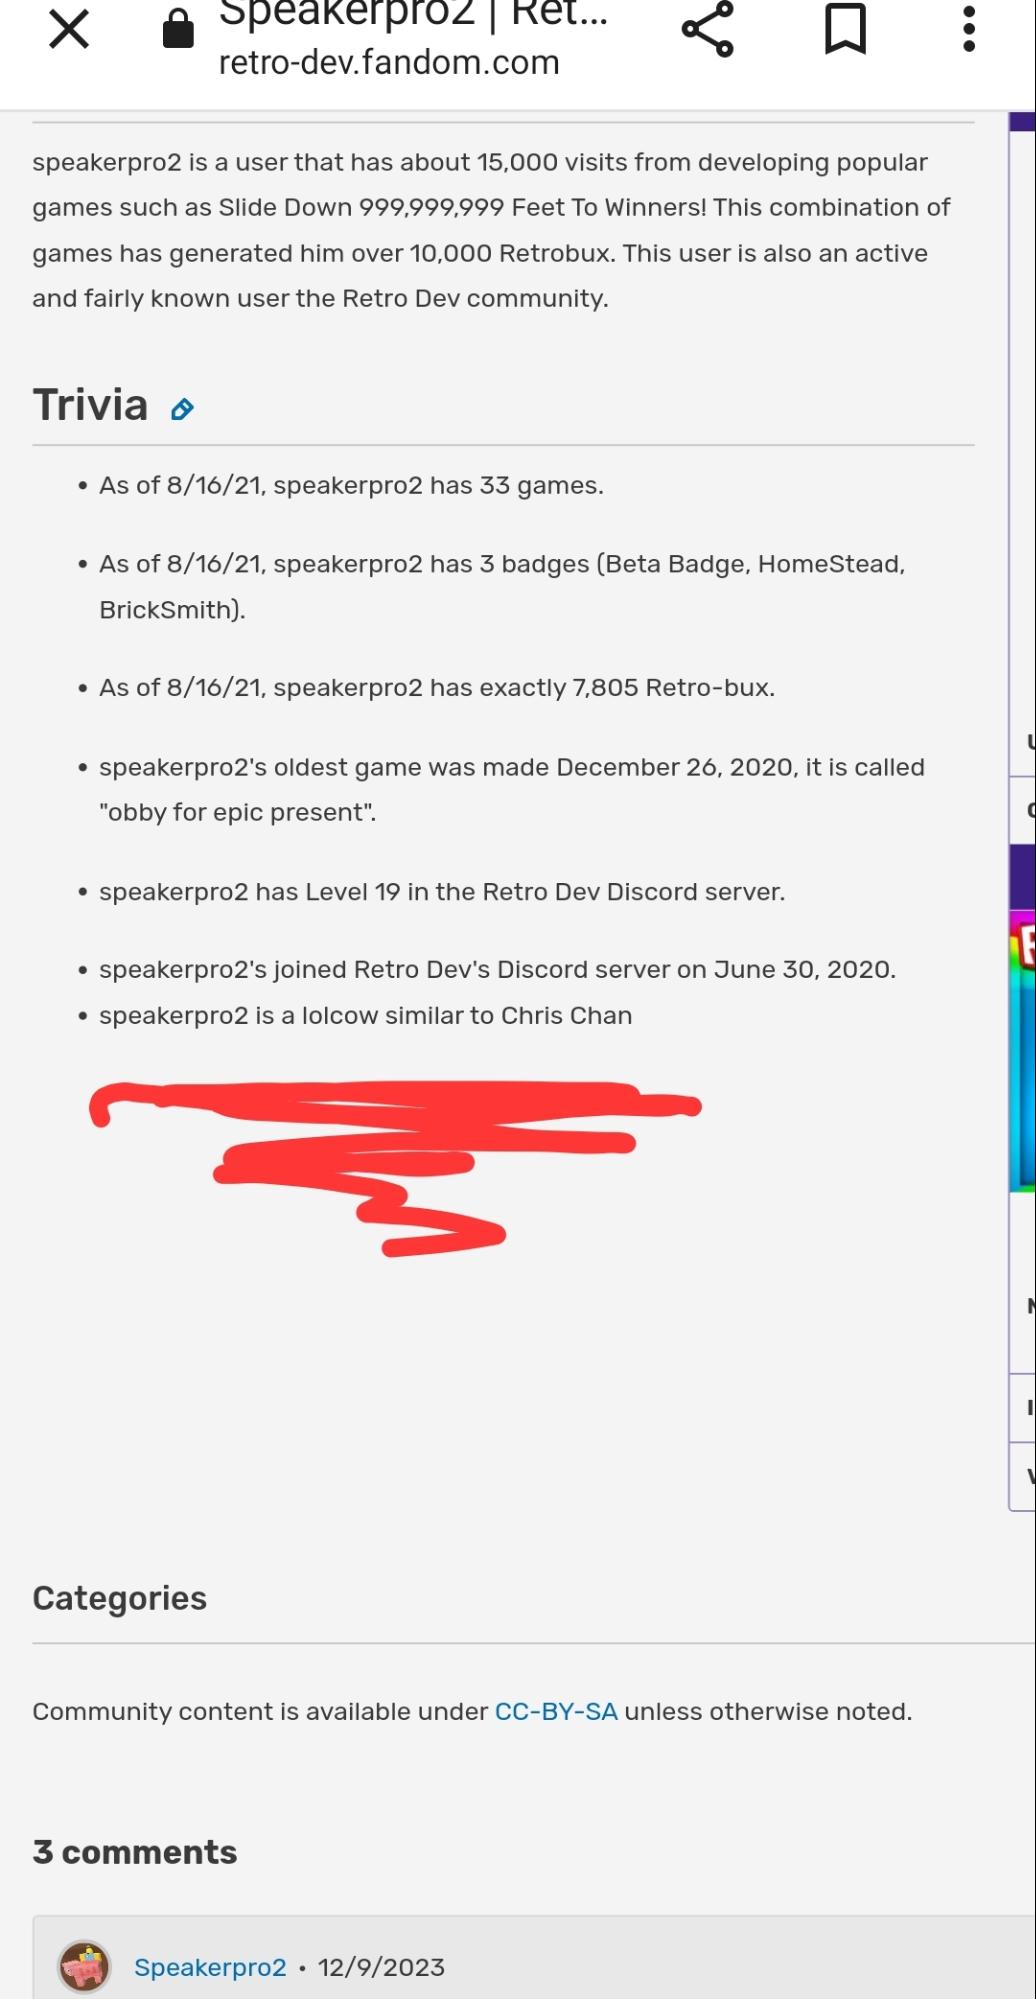 Speakerpro2 | Ret...
retro-dev.fandom.com
speakerpro2 is a user that has about 15,000 visits from developing popular
games such as Slide Down 999,999,999 Feet To Winners! This combination of
games has generated him over 10,000 Retrobux. This user is also an active
and fairly known user the Retro Dev community.
Trivia
• As of 8/16/21, speakerpro2 has 33 games.
• As of 8/16/21, speakerpro2 has 3 badges (Beta Badge, HomeStead,
BrickSmith).
• As of 8/16/21, speakerpro2 has exactly 7,805 Retro-bux.
• speakerpro2's oldest game was made December 26, 2020, it is called
"obby for epic present".
• speakerpro2 has Level 19 in the Retro Dev Discord server.
• speakerpro2's joined Retro Dev's Discord server on June 30, 2020.
• speakerpro2 is a lolcow similar to Chris Chan
Categories
Community content is available under CC-BY-SA unless otherwise noted.
3 comments
Speakerpro2 • 12/9/2023